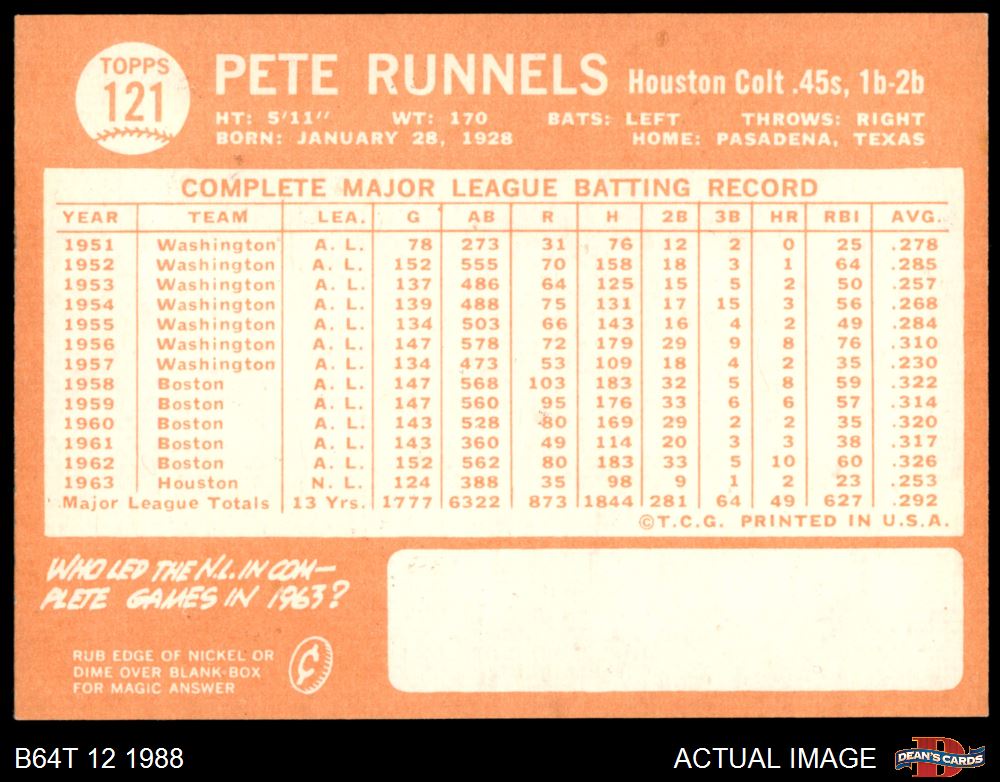 TOPPS
121
PETE RUNNELS Houston Colt .45s, 1b-2b
HT: 5'11" WT: 170 BATS: LEFT THROWS: RIGHT
BORN: JANUARY 28, 1928 HOME: PASADENA, TEXAS
COMPLETE MAJOR LEAGUE BATTING RECORD
YEAR TEAM LEA. G AB R H 2B 3B HR RBI AVG.
1951 Washington A. L. 78 273 31 76 12 2 0 25 .278
1952 Washington A. L. 152 555 70 158 18 3 1 64 .285
1953 Washington A. L. 137 486 64 125 15 5 2 50 .257
1954 Washington A. L. 139 488 75 131 17 15 3 56 .268
1955 Washington A. L. 134 503 66 143 16 4 2 49 .284
1956 Washington A. L. 147 578 72 179 29 9 8 76 .310
1957 Washington A. L. 134 473 53 109 18 4 2 35 .230
1958 Boston A. L. 147 568 103 183 32 5 8 59 .322
1959 Boston A. L. 147 560 95 176 33 6 6 57 .314
1960 Boston A. L. 143 528 80 169 29 2 2 35 .320
1961 Boston A. L. 143 360 49 114 20 3 3 38 .317
1962 Boston A. L. 152 562 80 183 33 5 10 60 .326
1963 Houston N. L. 124 388 35 98 9 1 2 23 .253
Major League Totals 13 Yrs. 1777 6322 873 1844 281 64 49 627 .292
©T.C.G. PRINTED IN U.S.A.
WHO LED THE N.L. IN COM-
PLETE GAMES IN 1963?
RUB EDGE OF NICKEL OR
DIME OVER BLANK-BOX
FOR MAGIC ANSWER
¢
B64T 12 1988
ACTUAL IMAGE
D
DEAN'S CARDS